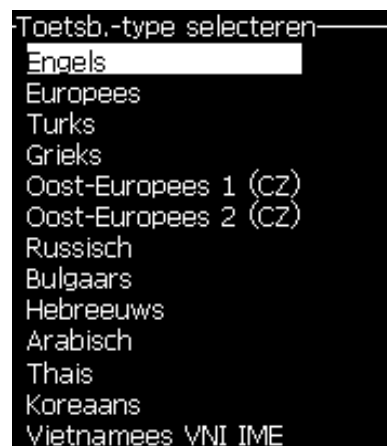 Toetsb.-type selecteren
Engels
Europees
Turks
Grieks
Oost-Europees 1 (CZ)
Oost-Europees 2 (CZ)
Russisch
Bulgaars
Hebreeuws
Arabisch
Thais
Koreaans
Vietnamees VNI IME